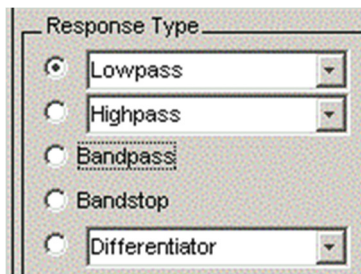 Response Type
Lowpass
Highpass
Bandpass
Bandstop
Differentiator